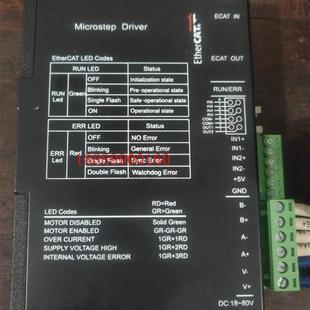 Microstep Driver
ECAT IN
EtherCAT
ECAT OUT
EtherCAT LED Codes
RUN LED Status
OFF Initialization state
RUN Led Green Blinking Pre-operational state
Single Flash Safe-operational state
ON Operational state
RUN/ERR
ERR LED Status
OFF NO Error
ERR Led Red Blinking General Error
Single Flash Sync Error
Double Flash Watchdog Error
IN1+
IN1-
IN2+
IN2-
+5V
GND
RD=Red
LED Codes GR=Green
MOTOR DISABLED Solid Green
MOTOR ENABLED GR-GR-GR
OVER CURRENT 1GR+1RD
SUPPLY VOLTAGE HIGH 1GR+2RD
INTERNAL VOLTAGE ERROR 1GR+3RD
B-
B+
A-
A+
V-
V+
DC:18~80V